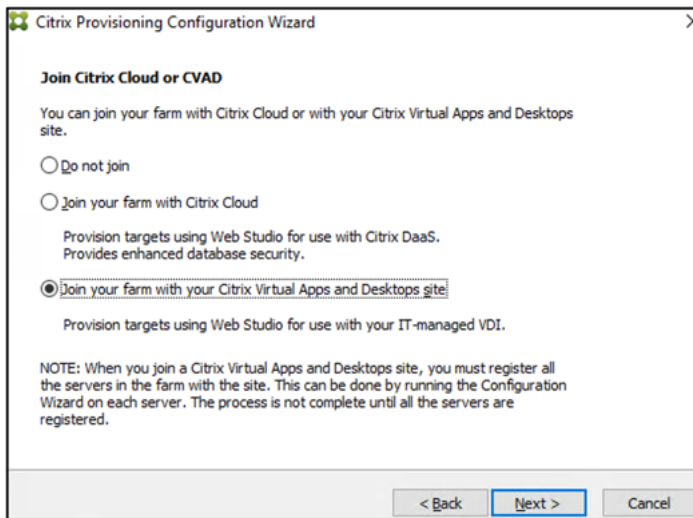 Citrix Provisioning Configuration Wizard
Join Citrix Cloud or CVAD
You can join your farm with Citrix Cloud or with your Citrix Virtual Apps and Desktops
site.
Do not join
Join your farm with Citrix Cloud
Provision targets using Web Studio for use with Citrix DaaS.
Provides enhanced database security.
Join your farm with your Citrix Virtual Apps and Desktops site
Provision targets using Web Studio for use with your IT-managed VDI.
NOTE: When you join a Citrix Virtual Apps and Desktops site, you must register all
the servers in the farm with the site. This can be done by running the Configuration
Wizard on each server. The process is not complete until all the servers are
registered.
< Back Next > Cancel